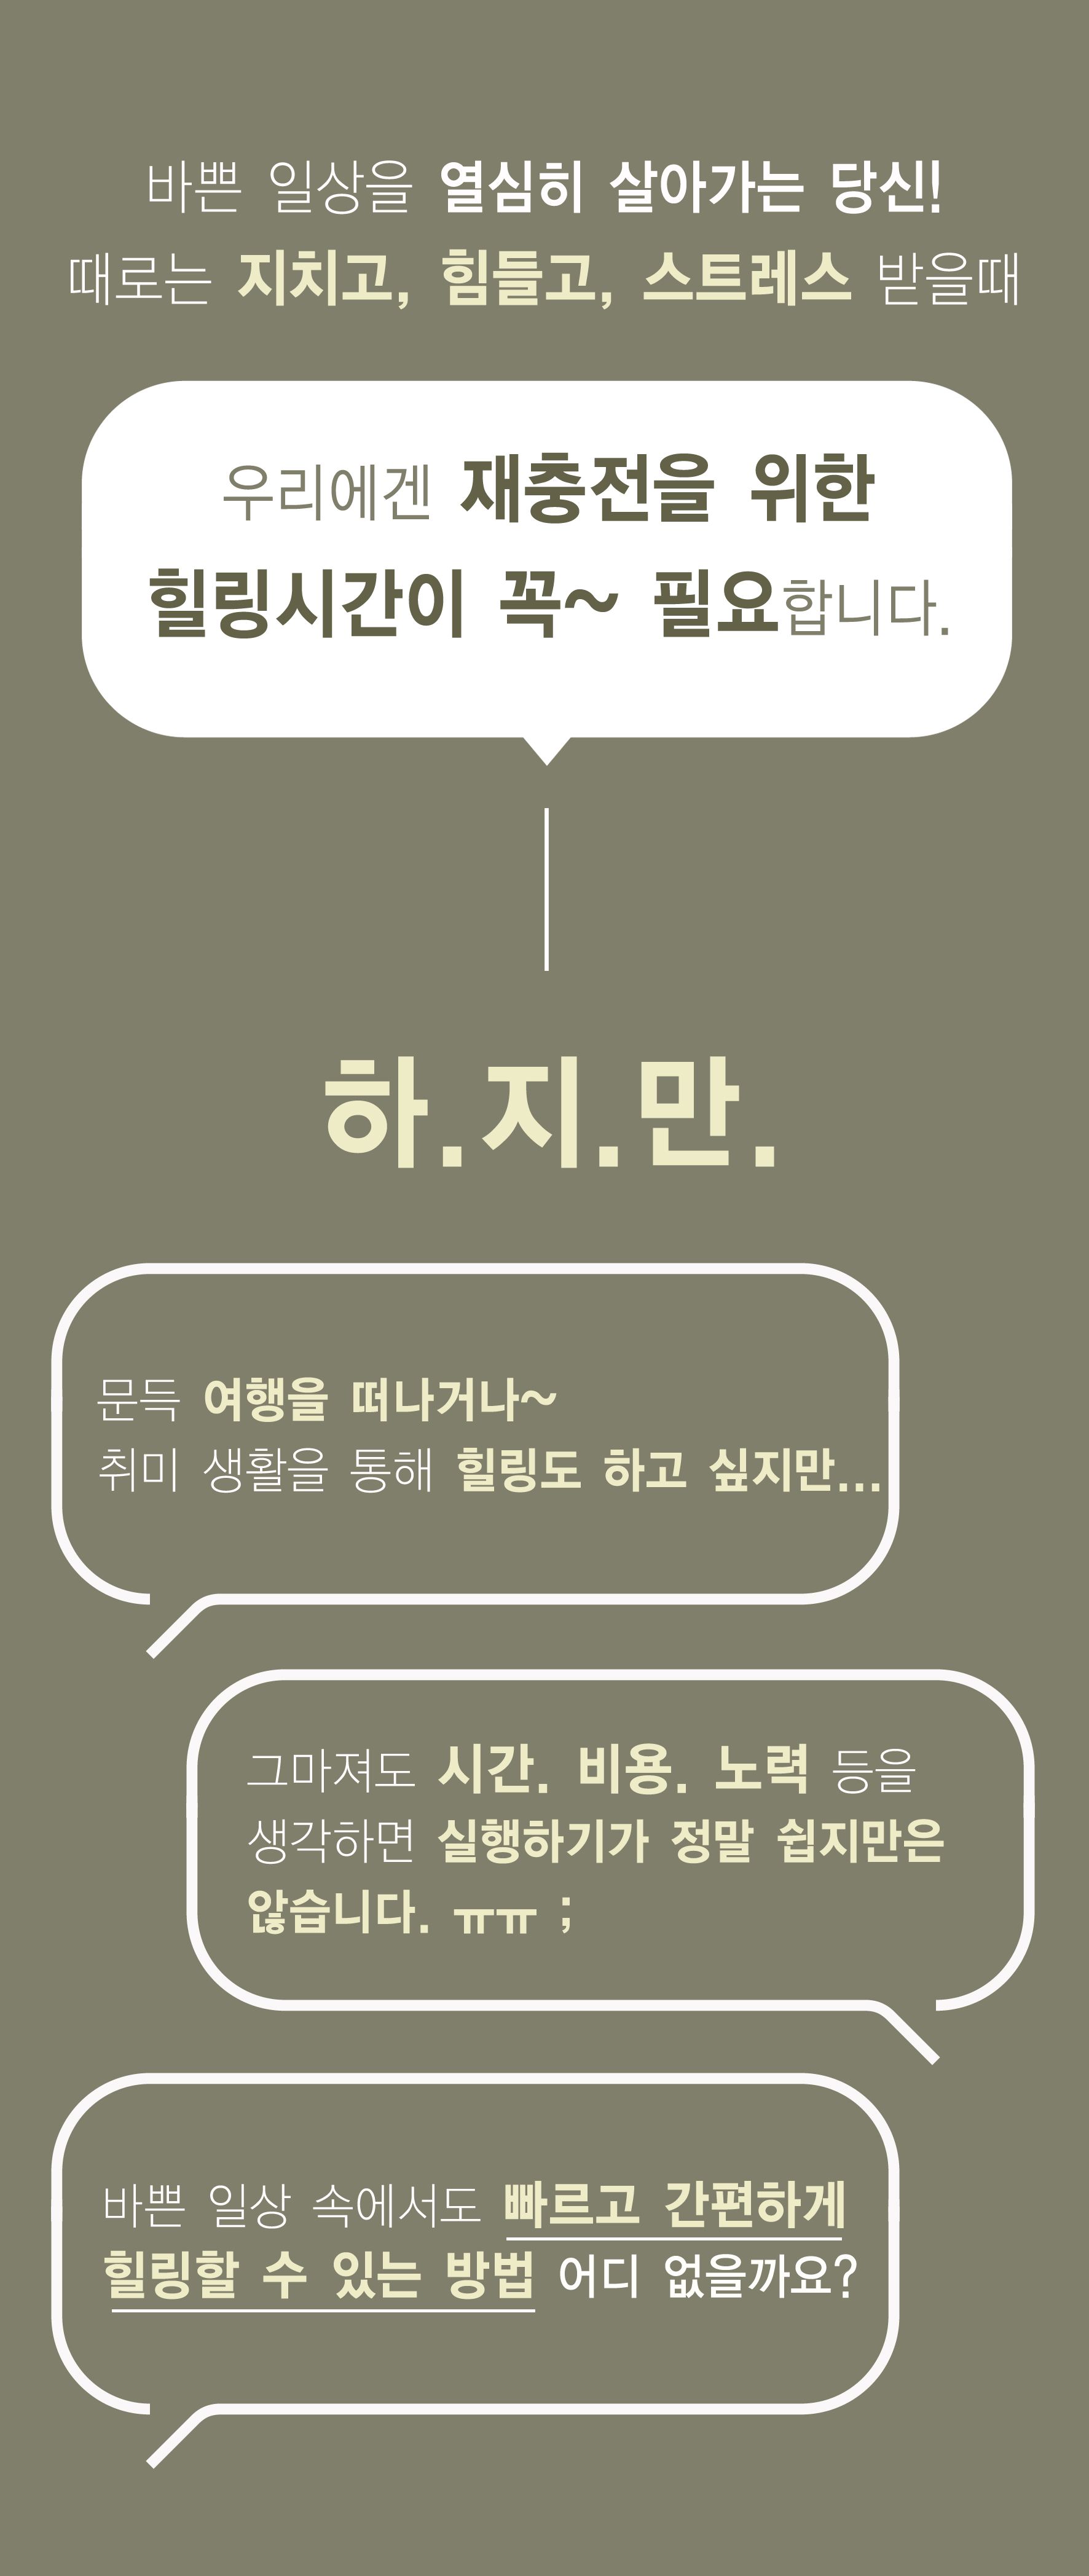 바쁜 일상을 열심히 살아가는 당신!
때로는 지치고, 힘들고, 스트레스 받을때
우리에겐 재충전을 위한
힐링시간이 꼭~ 필요합니다.
하.지.만.
문득 여행을 떠나거나~
취미 생활을 통해 힐링도 하고 싶지만...
그마져도 시간. 비용. 노력 등을
생각하면 실행하기가 정말 쉽지만은
않습니다. ㅠㅠ ;
바쁜 일상 속에서도 빠르고 간편하게
힐링할 수 있는 방법 어디 없을까요?